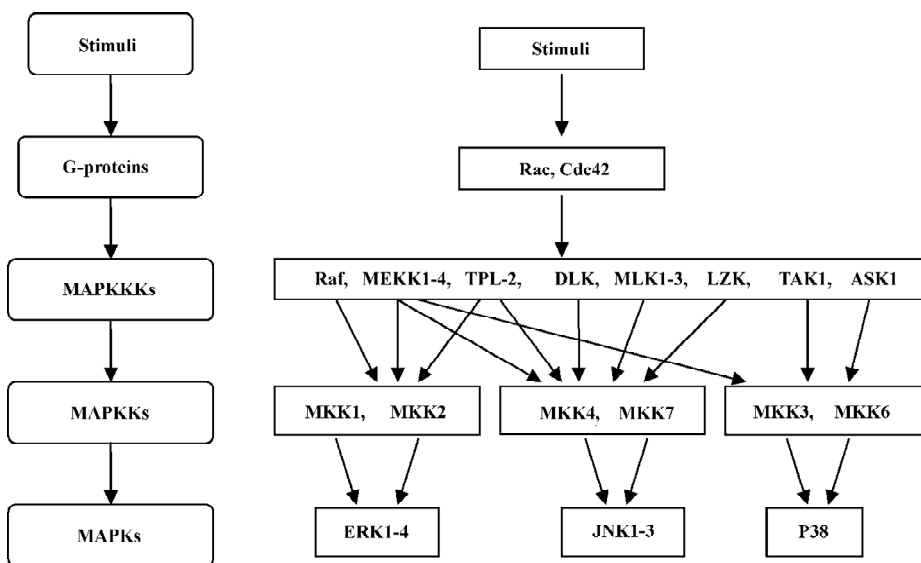 Stimuli
G-proteins
MAPKKKs
MAPKKs
MAPKs
Stimuli
Rac, Cdc42
Raf, MEKK1-4, TPL-2, DLK, MLK1-3, LZK, TAK1, ASK1
MKK1, MKK2
MKK4, MKK7
MKK3, MKK6
ERK1-4
JNK1-3
P38